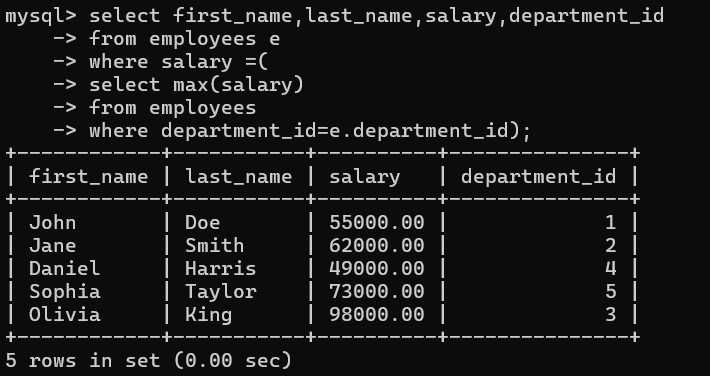 mysql> select first_name,last_name,salary,department_id
    -> from employees e
    -> where salary =(
    -> select max(salary)
    -> from employees
    -> where department_id=e.department_id);
+------------+-----------+----------+---------------+
| first_name | last_name | salary   | department_id |
+------------+-----------+----------+---------------+
| John       | Doe       | 55000.00 |             1 |
| Jane       | Smith     | 62000.00 |             2 |
| Daniel     | Harris    | 49000.00 |             4 |
| Sophia     | Taylor    | 73000.00 |             5 |
| Olivia     | King      | 98000.00 |             3 |
+------------+-----------+----------+---------------+
5 rows in set (0.00 sec)